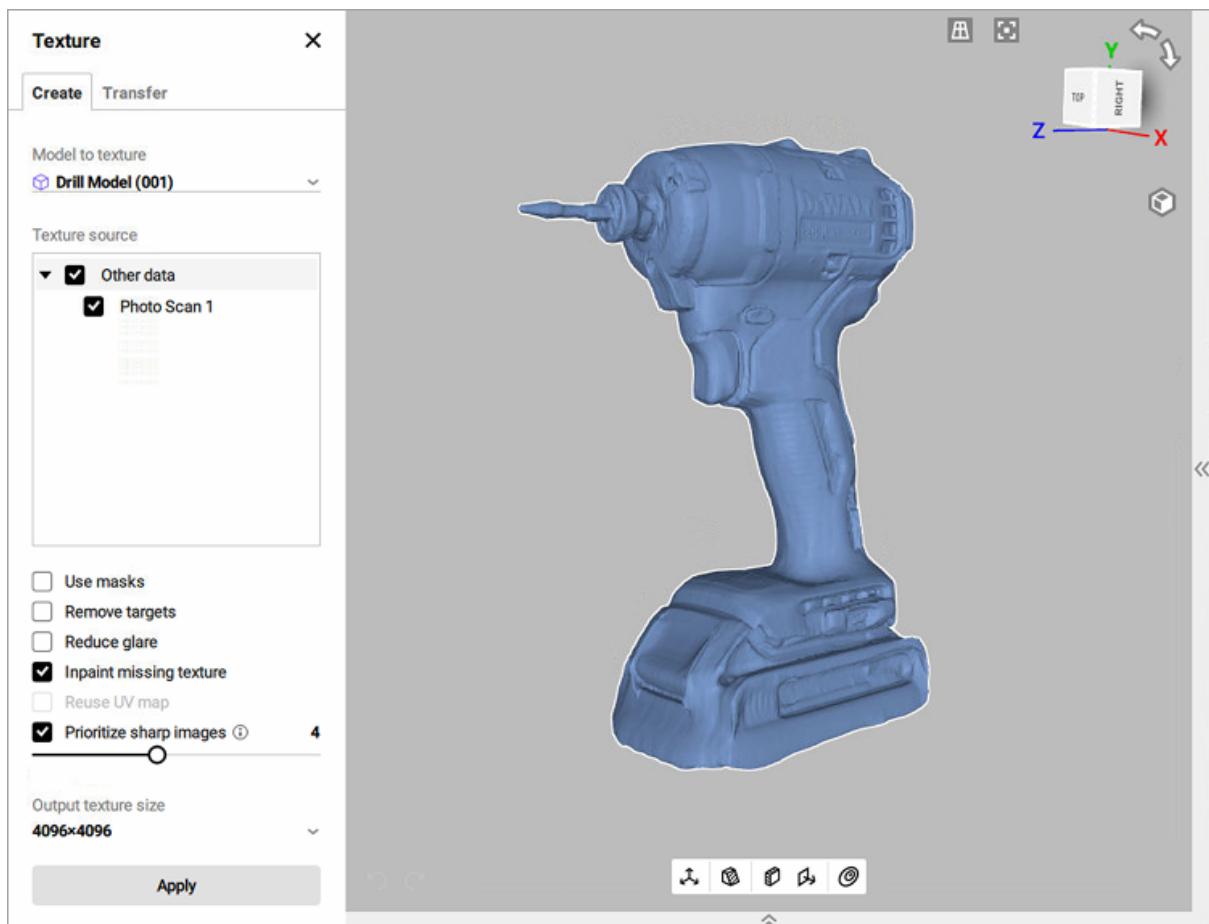 Texture
Create Transfer
Model to texture
Drill Model (001)
Texture source
Other data
Photo Scan 1
Use masks
Remove targets
Reduce glare
Inpaint missing texture
Reuse UV map
Prioritize sharp images 4
Output texture size
4096×4096
Apply
Y
TOP RIGHT
Z X
DEWALT